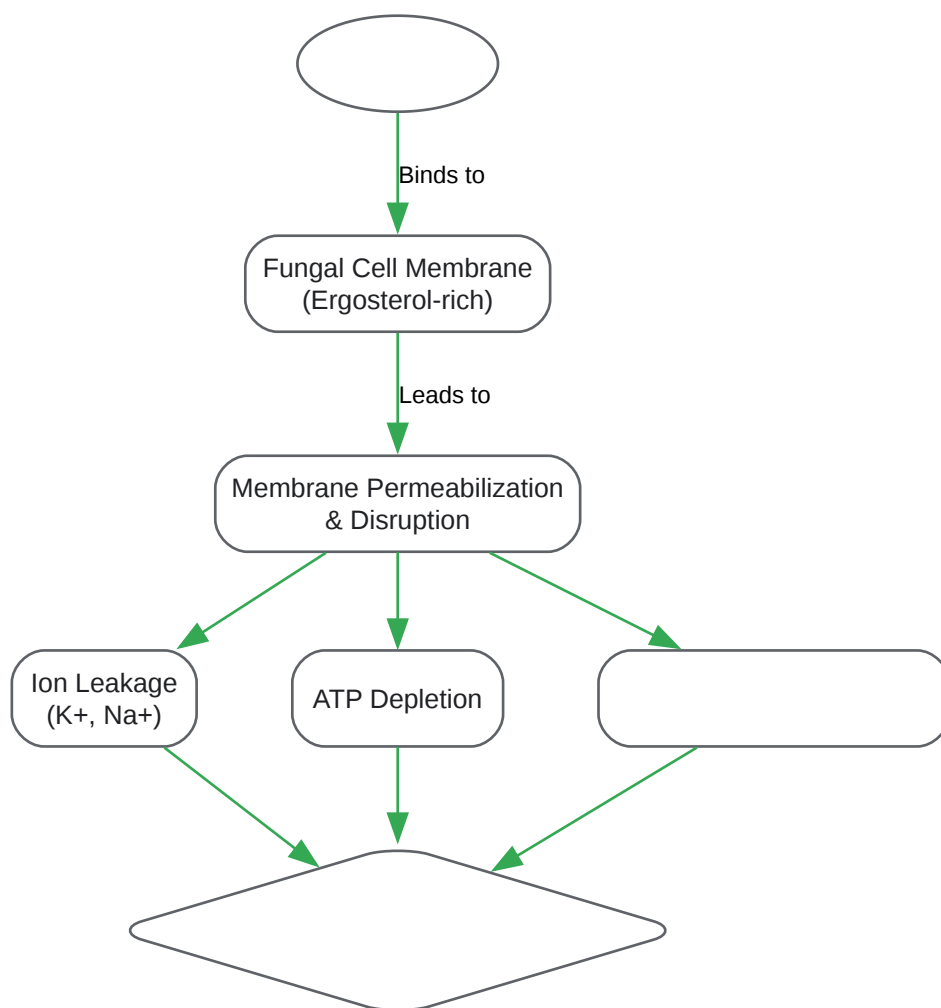 Binds to
Fungal Cell Membrane
(Ergosterol-rich)
Leads to
Membrane Permeabilization
& Disruption
Ion Leakage
(K+, Na+)
ATP Depletion